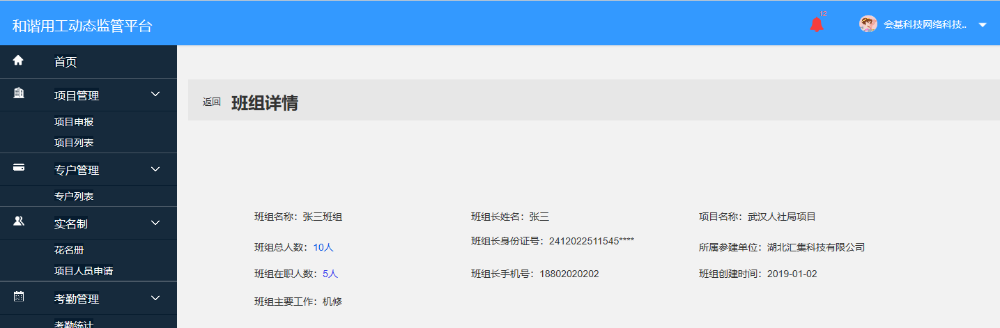 和谐用工动态监管平台
12
会基科技网络科技..
首页
项目管理
项目申报
项目列表
专户管理
专户列表
实名制
花名册
项目人员申请
考勤管理
考勤统计
返回 班组详情
班组名称：张三班组 班组长姓名：张三 项目名称：武汉人社局项目
班组总人数：10人 班组长身份证号：2412022511545**** 所属参建单位：湖北汇集科技有限公司
班组在职人数：5人 班组长手机号：18802020202 班组创建时间：2019-01-02
班组主要工作：机修